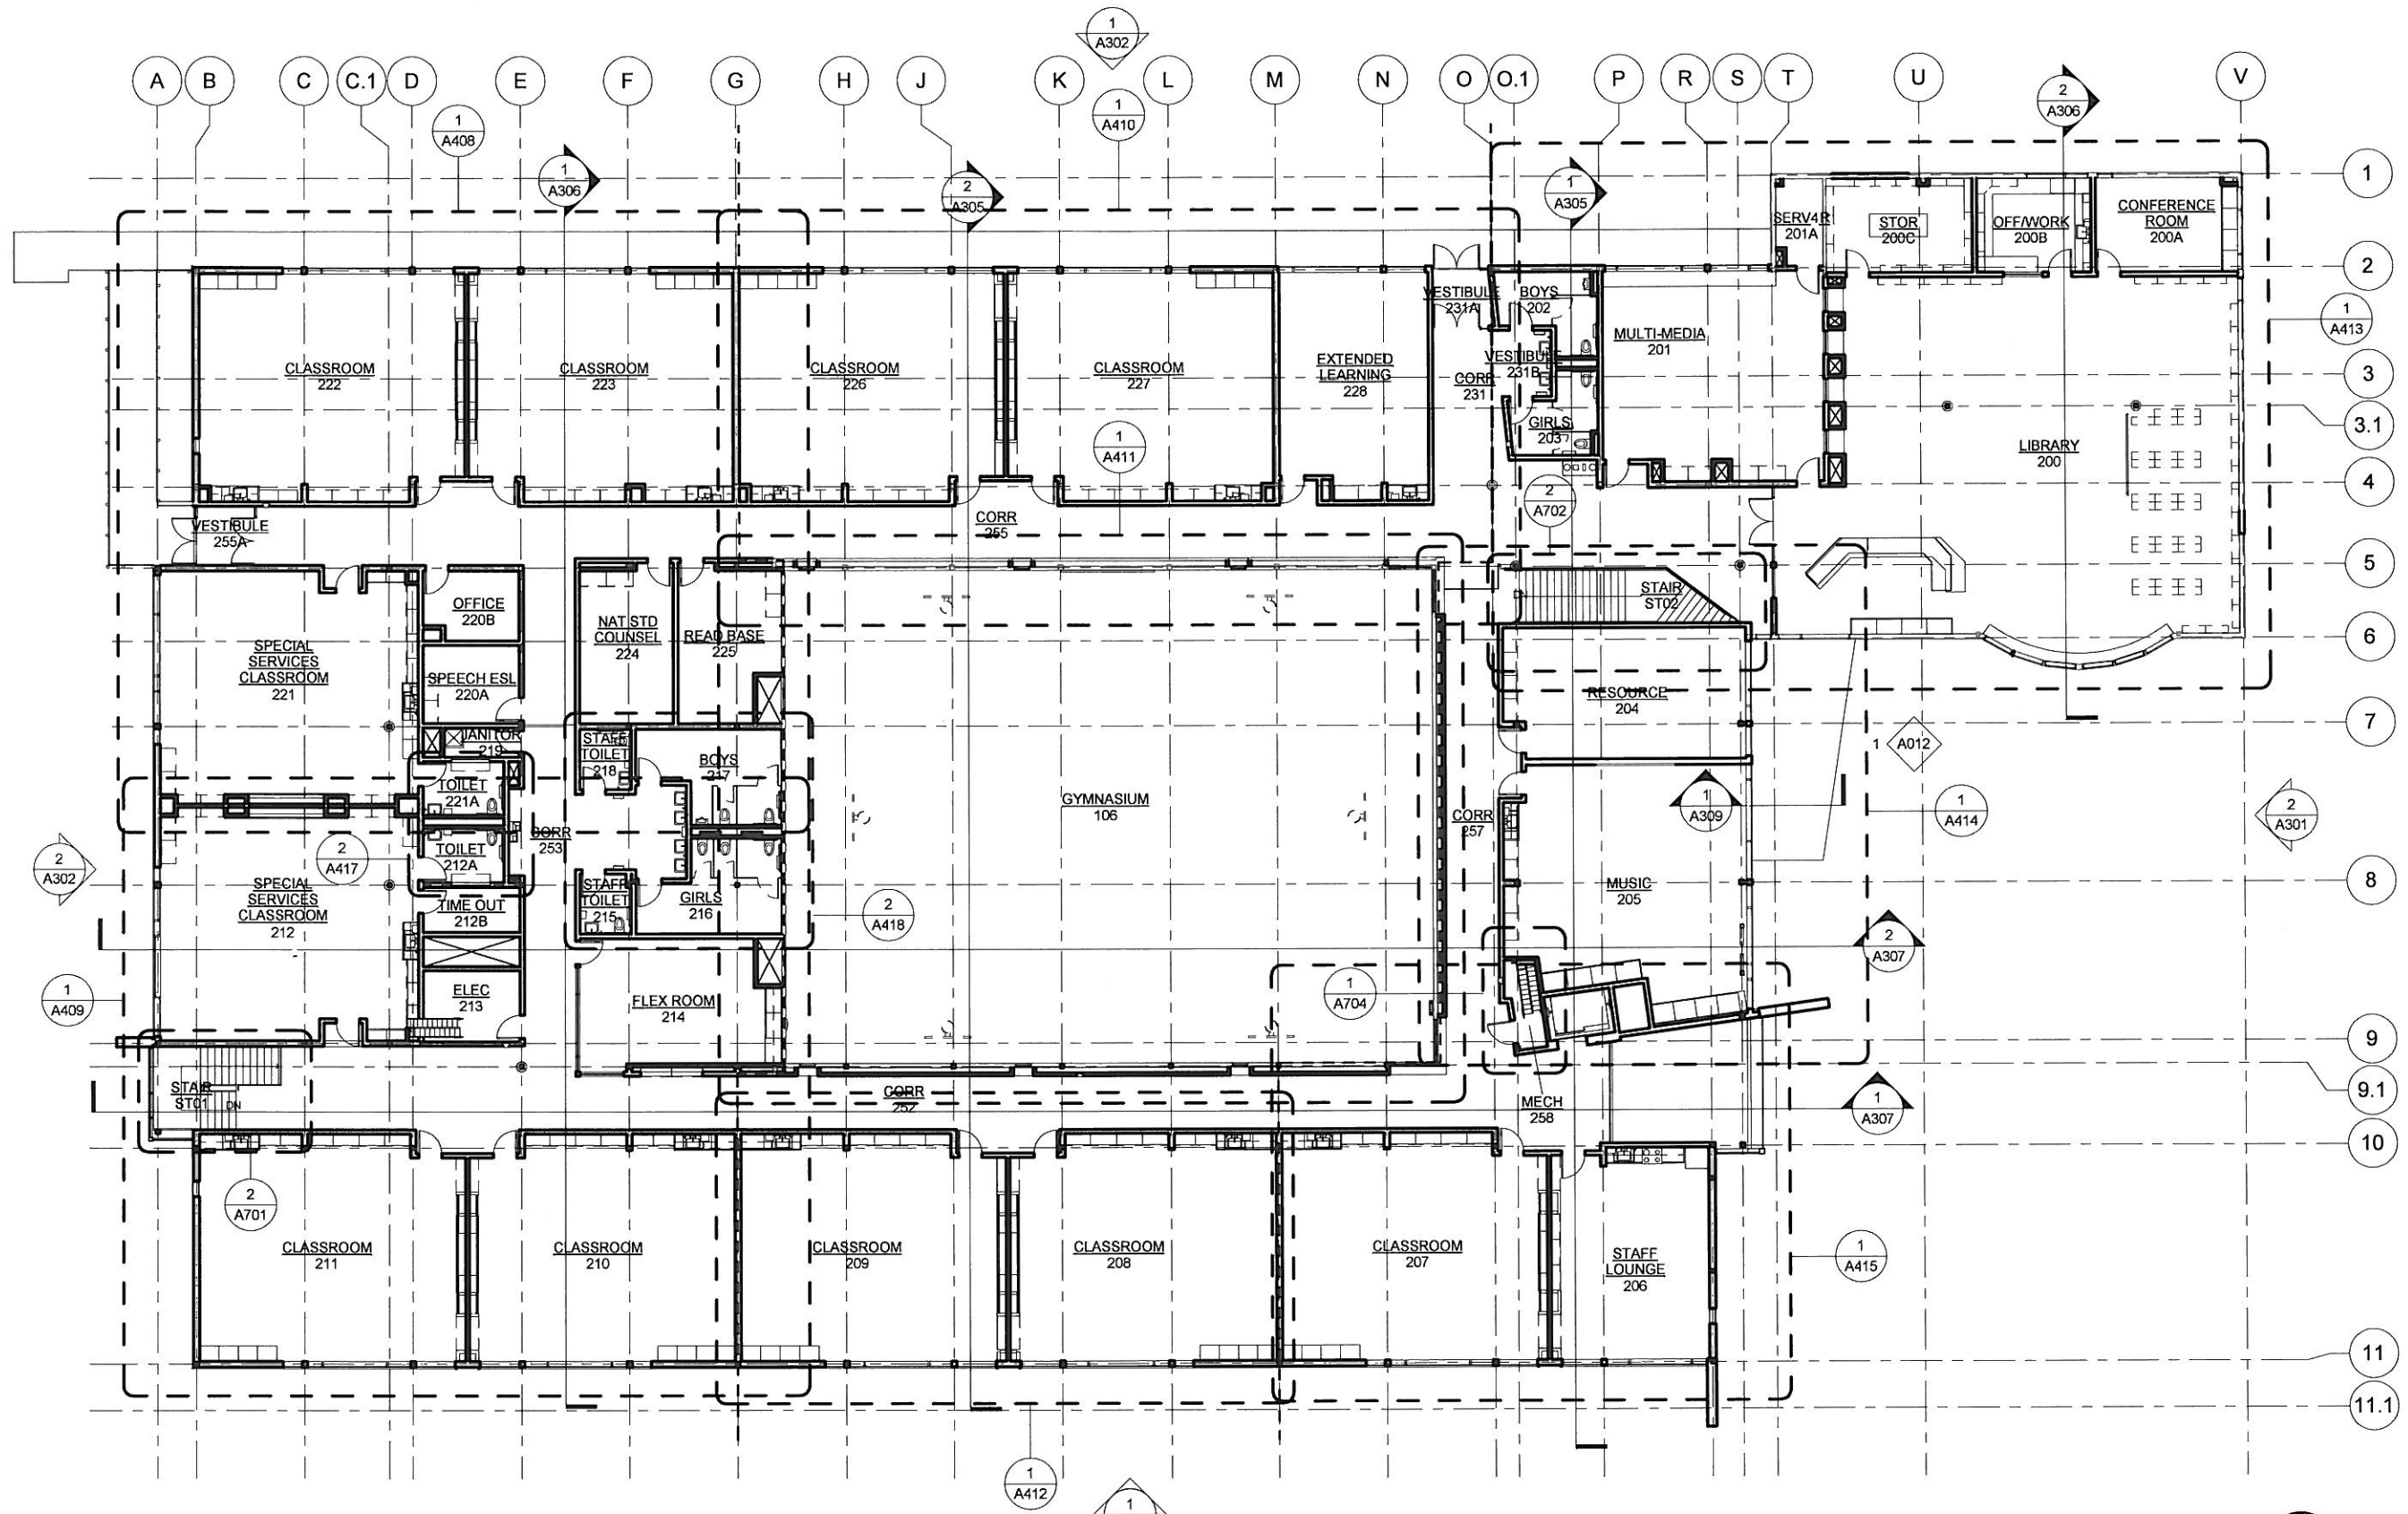 1
A302
A
B
C
C.1
D
E
F
G
H
J
K
L
M
N
O
O.1
P
R
S
T
U
V
2
A306
1
A408
1
A410
1
A306
2
A305
1
A305
1
2
1
A413
3
3.1
4
5
6
7
8
9
9.1
10
11
11.1
SERV4R
201A
STOR
200C
OFF/WORK
200B
CONFERENCE
ROOM
200A
VESTIBULE
231A
BOYS
202
MULTI-MEDIA
201
CLASSROOM
222
CLASSROOM
223
CLASSROOM
226
CLASSROOM
227
EXTENDED
LEARNING
228
CORR
231
VESTIBULE
231B
GIRLS
203
1
A411
LIBRARY
200
2
A702
VESTIBULE
255A
CORR
255
OFFICE
220B
NAT STD
COUNSEL
224
READ BASE
225
STAIR
ST02
SPECIAL
SERVICES
CLASSROOM
221
SPEECH ESL
220A
RESOURCE
204
JANITOR
219
STAFF
TOILET
218
BOYS
217
1
A012
TOILET
221A
GYMNASIUM
106
1
A309
1
A414
2
A301
CORR
253
CORR
257
2
A302
2
A417
TOILET
212A
SPECIAL
SERVICES
CLASSROOM
212
TIME OUT
212B
STAFF
TOILET
215
GIRLS
216
2
A418
MUSIC
205
2
A307
1
A409
ELEC
213
FLEX ROOM
214
1
A704
STAIR
ST01
DN
CORR
252
MECH
258
1
A307
2
A701
CLASSROOM
211
CLASSROOM
210
CLASSROOM
209
CLASSROOM
208
CLASSROOM
207
STAFF
LOUNGE
206
1
A415
1
A412
1